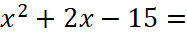 x² + 2x − 15 =